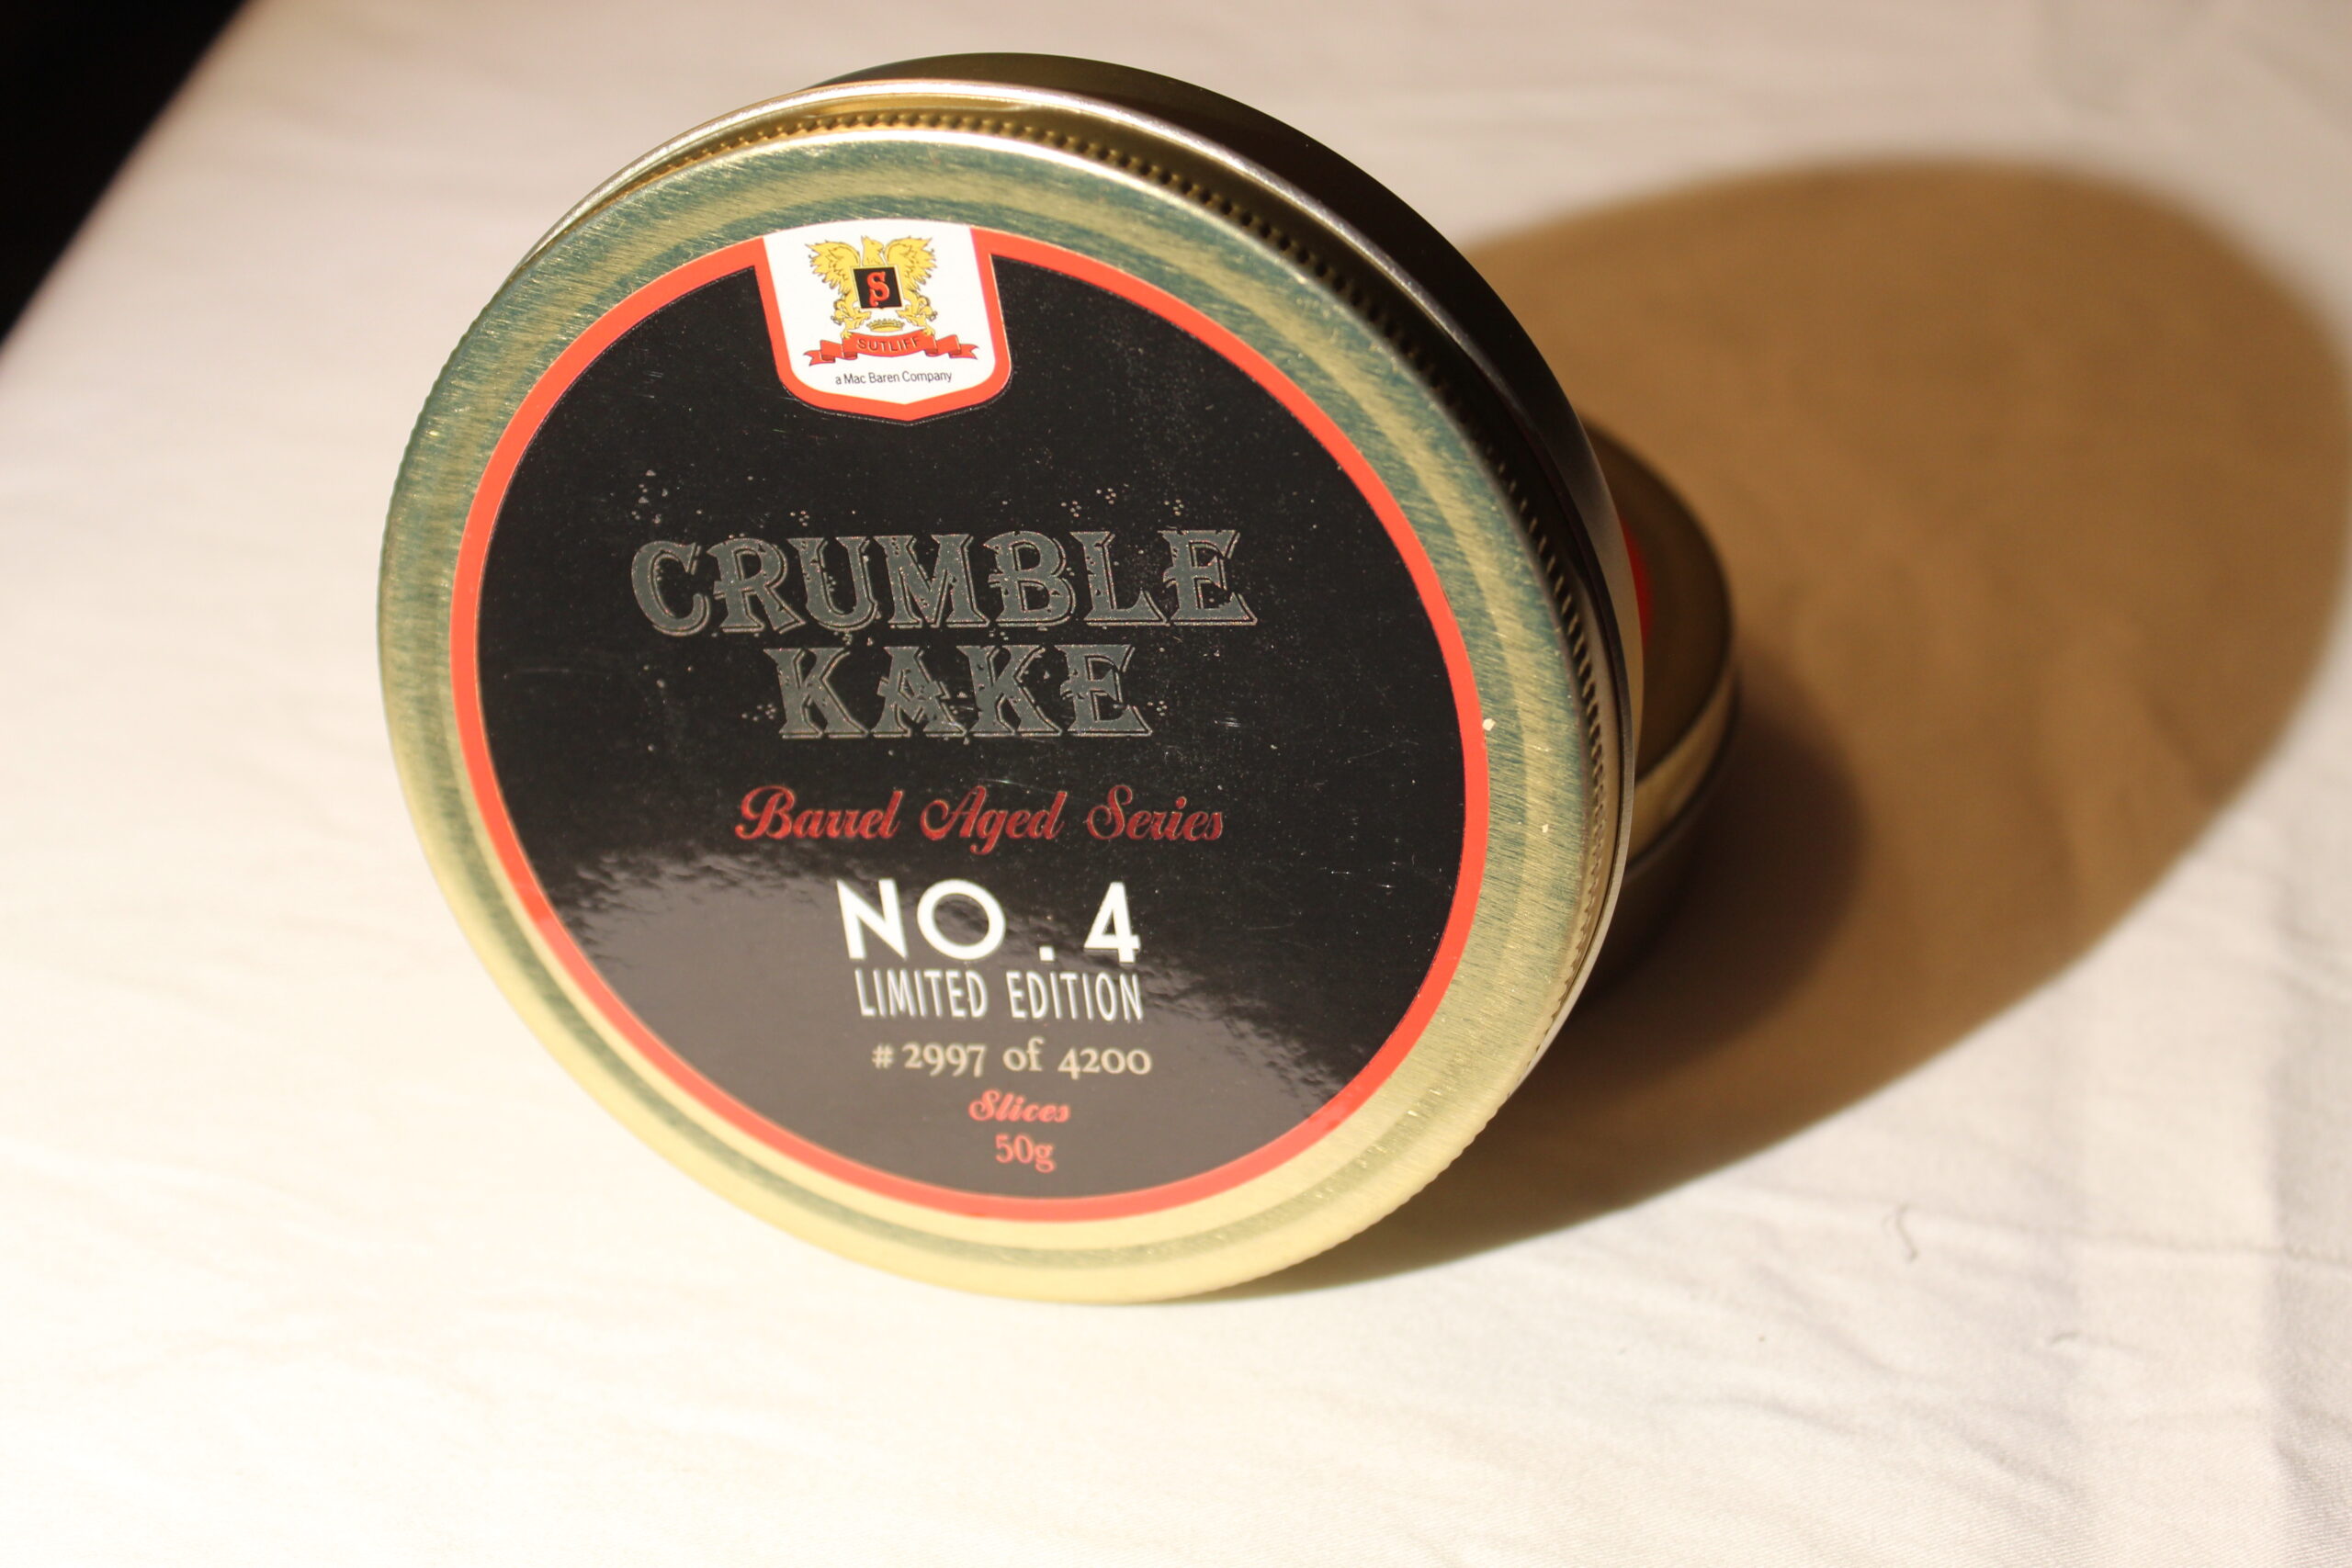 S
SUTLIFF
a Mac Baren Company
CRUMBLE
KAKE
Barrel Aged Series
NO. 4
LIMITED EDITION
# 2997 of 4200
Slices
50g